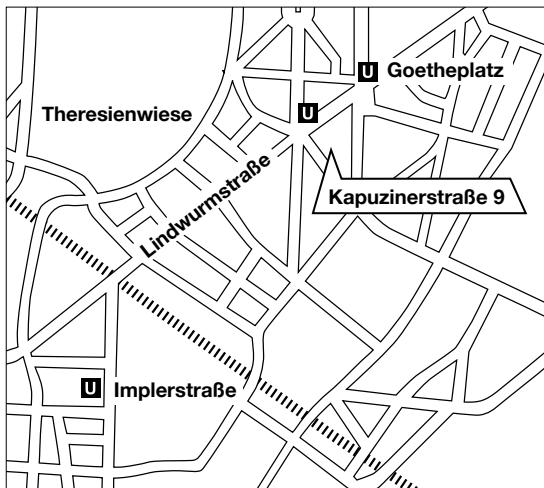 U Goetheplatz
U
Theresienwiese
Lindwurmstraße
Kapuzinerstraße 9
U Implerstraße